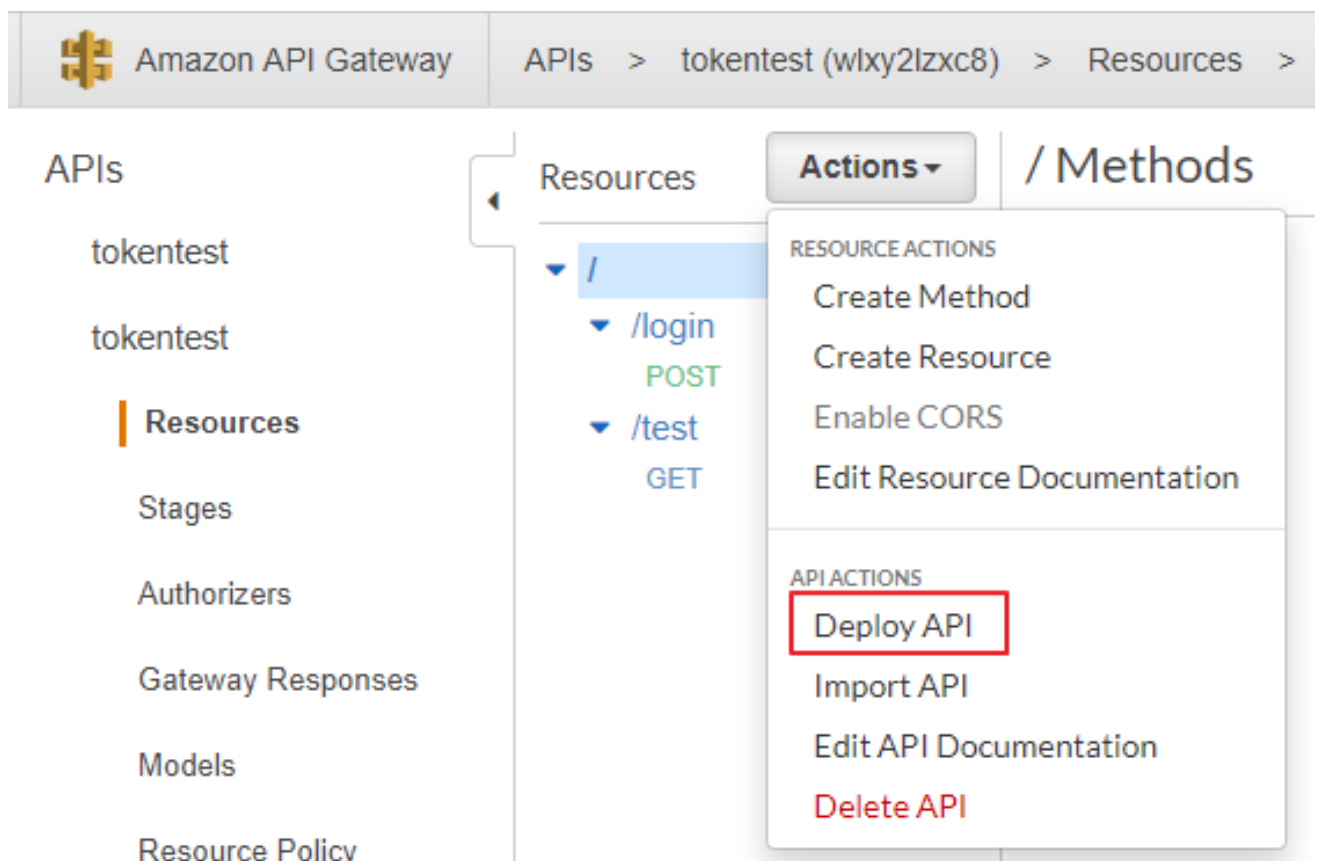 Amazon API Gateway
APIs > tokentest (wlxy2lzxc8) > Resources >
APIs
tokentest
tokentest
Resources
Stages
Authorizers
Gateway Responses
Models
Resource Policy
Resources
Actions
/
/login
POST
/test
GET
/ Methods
RESOURCE ACTIONS
Create Method
Create Resource
Enable CORS
Edit Resource Documentation
API ACTIONS
Deploy API
Import API
Edit API Documentation
Delete API